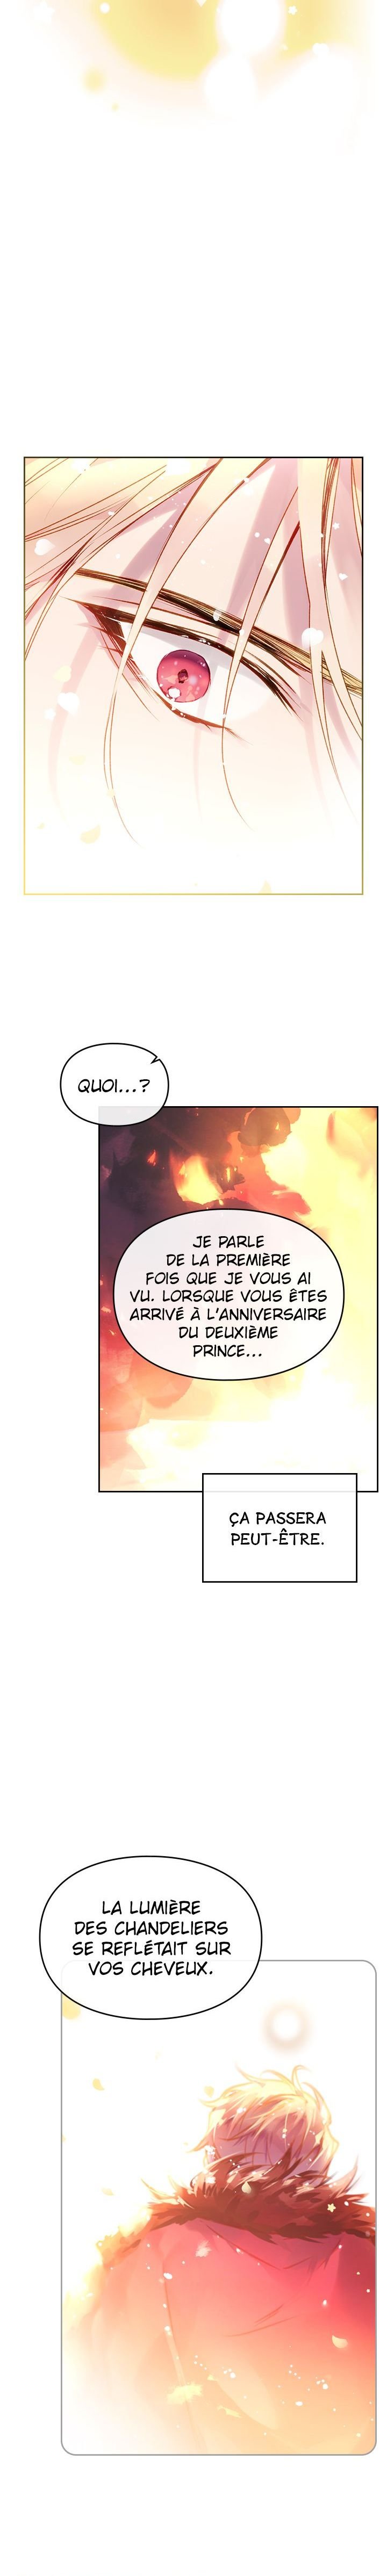 QUOI...?
JE PARLE
DE LA PREMIÈRE
FOIS QUE JE VOUS AI
VU. LORSQUE VOUS ÊTES
ARRIVÉ À L'ANNIVERSAIRE
DU DEUXIÈME
PRINCE...
ÇA PASSERA
PEUT-ÊTRE.
LA LUMIÈRE
DES CHANDELIERS
SE REFLÉTAIT SUR
VOS CHEVEUX.